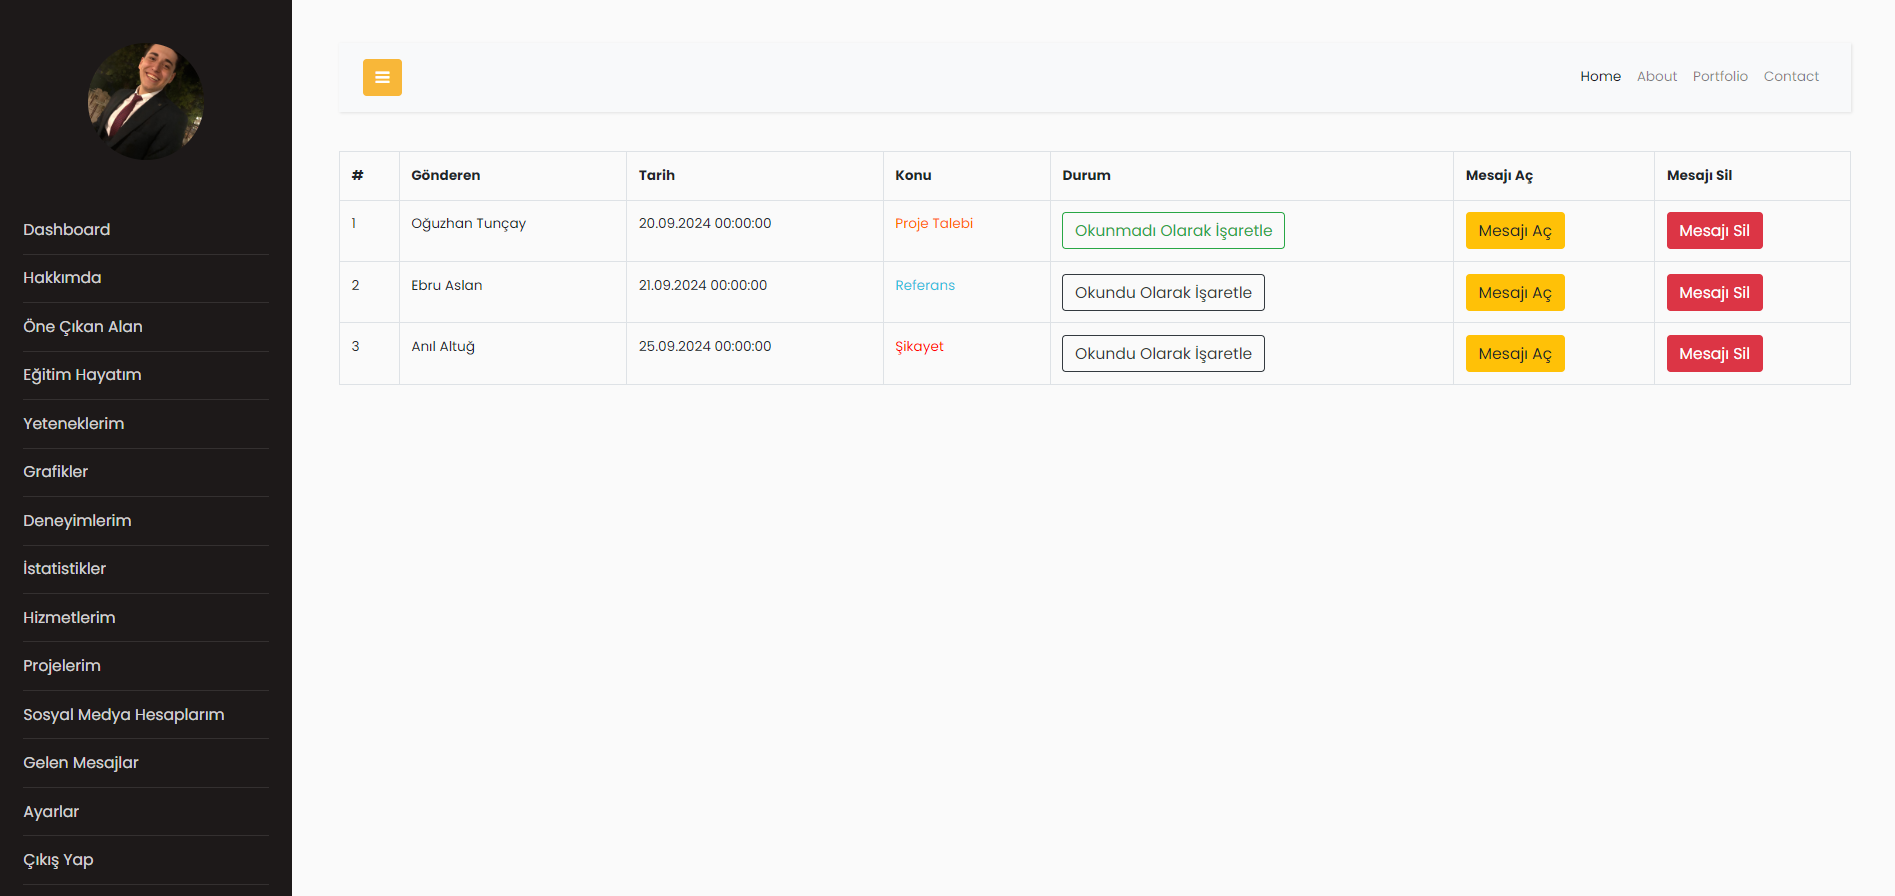 Dashboard
Hakkımda
Öne Çıkan Alan
Eğitim Hayatım
Yeteneklerim
Grafikler
Deneyimlerim
İstatistikler
Hizmetlerim
Projelerim
Sosyal Medya Hesaplarım
Gelen Mesajlar
Ayarlar
Çıkış Yap
Home About Portfolio Contact
# Gönderen Tarih Konu Durum Mesajı Aç Mesajı Sil
1 Oğuzhan Tunçay 20.09.2024 00:00:00 Proje Talebi Okunmadı Olarak İşaretle Mesajı Aç Mesajı Sil
2 Ebru Aslan 21.09.2024 00:00:00 Referans Okundu Olarak İşaretle Mesajı Aç Mesajı Sil
3 Anıl Altuğ 25.09.2024 00:00:00 Şikayet Okundu Olarak İşaretle Mesajı Aç Mesajı Sil